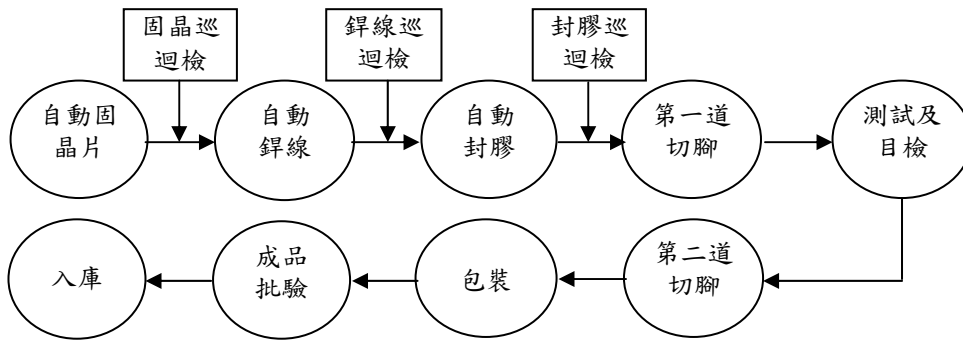 固晶巡
迴檢
銲線巡
迴檢
封膠巡
迴檢
自動固
晶片
自動
銲線
自動
封膠
第一道
切腳
測試及
目檢
第二道
切腳
包裝
成品
批驗
入庫